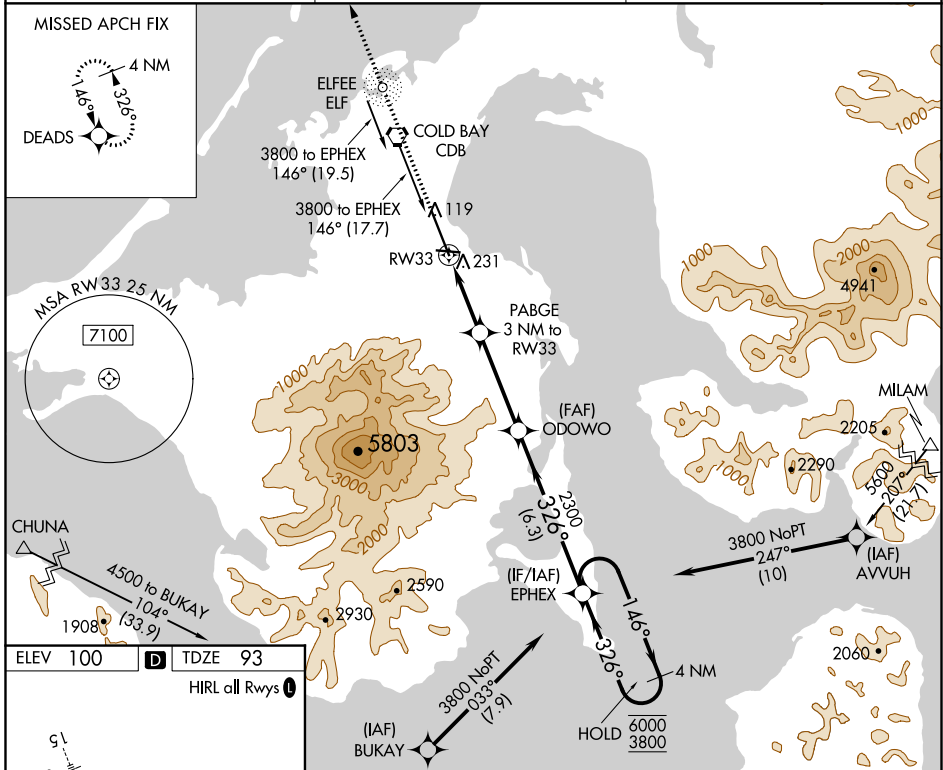 MISSED APCH FIX
4 NM
146°
326°
DEADS
ELFEE
ELF
COLD BAY
CDB
3800 to EPHEX
146° (19.5)
3800 to EPHEX
146° (17.7)
119
RW33
231
1000
1000
2000
4941
MSA RW33 25 NM
7100
PABGE
3 NM to
RW33
1000
5803
3000
2000
(FAF)
ODOWO
MILAM
2205
2290
1000
5600
207°
(21.7)
2300
326°
(6.3)
3800 NoPT
247°
(10)
(IAF)
AVVUH
CHUNA
4500 to BUKAY
104°
(33.9)
1908
2590
2930
(IF/IAF)
EPHEX
146°
326°
4 NM
HOLD
6000
3800
2060
ELEV 100
D
TDZE 93
HIRL all Rwys L
15
3800 NoPT
033°
(7.9)
(IAF)
BUKAY